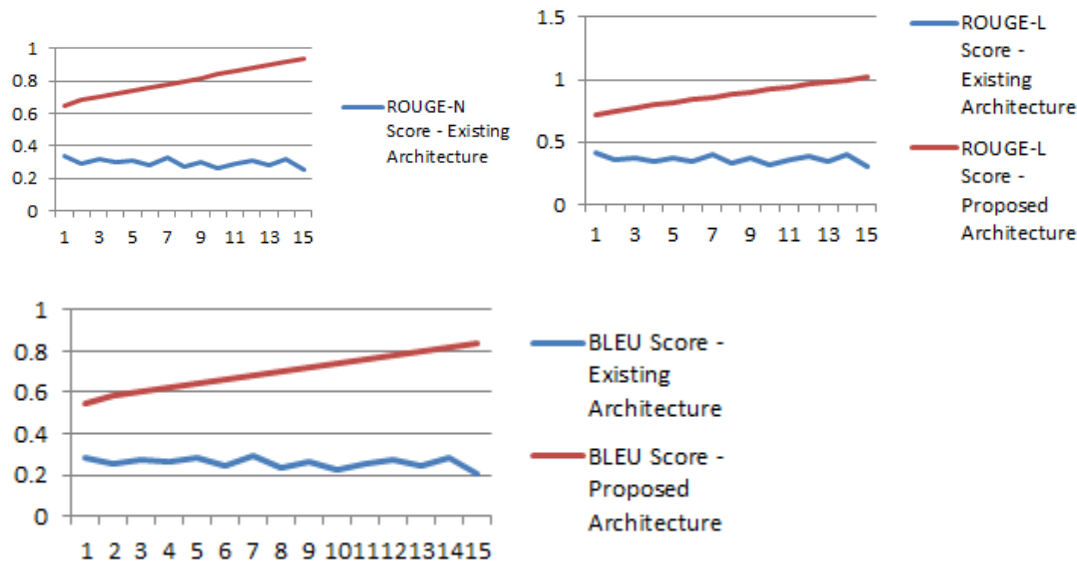 1
0.8
0.6
0.4
0.2
0
1 3 5 7 9 11 13 15
ROUGE-N
Score - Existing
Architecture
1.5
1
0.5
0
1 3 5 7 9 11 13 15
ROUGE-L
Score -
Existing
Architecture
ROUGE-L
Score -
Proposed
Architecture
1
0.8
0.6
0.4
0.2
0
1 2 3 4 5 6 7 8 9 10 11 12 13 14 15
BLEU Score -
Existing
Architecture
BLEU Score -
Proposed
Architecture